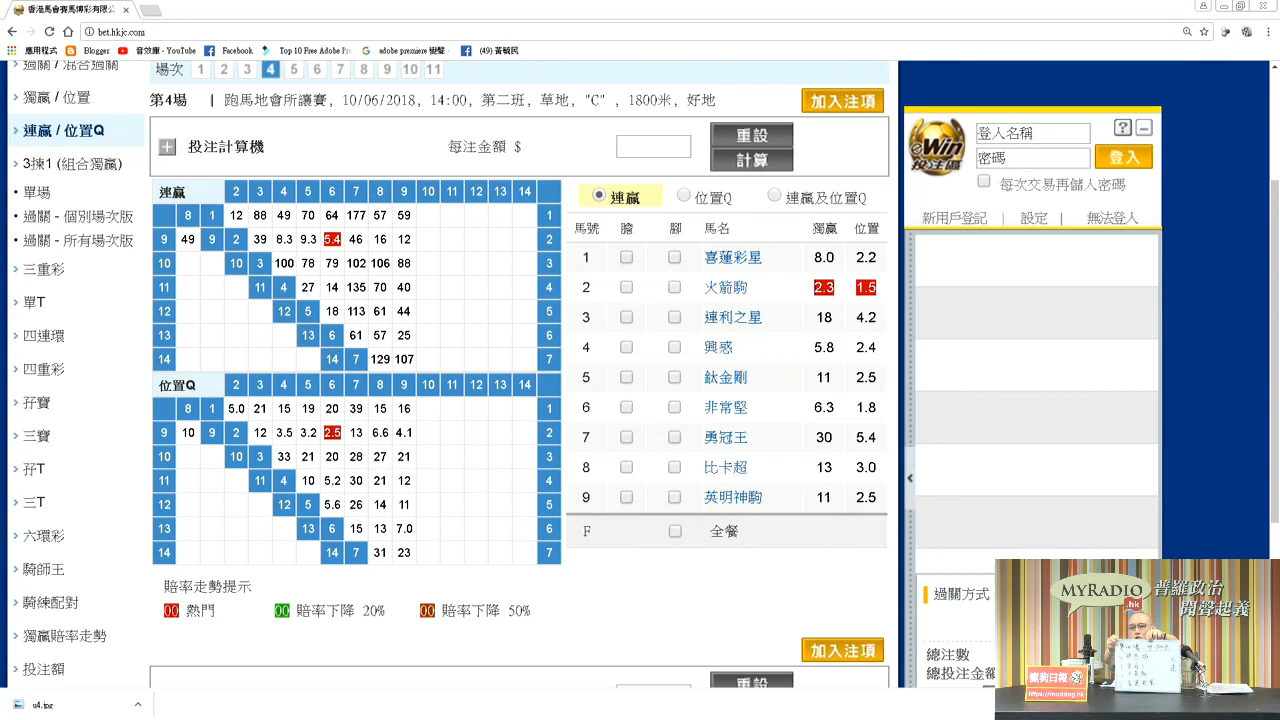 香港馬會賽馬博彩有限公
bet.hkjc.com
應用程式 Blogger 音效庫 - YouTube Facebook Top 10 Free Adobe Pr adobe premiere 變聲 (49) 黃毓民
過關 / 混合過關
獨贏 / 位置
連贏 / 位置Q
3揀1 (組合獨贏)
單場
過關 - 個別場次版
過關 - 所有場次版
三重彩
單T
四連環
四重彩
孖寶
三寶
孖T
三T
六環彩
騎師王
騎練配對
獨贏賠率走勢
投注額
場次 1 2 3 4 5 6 7 8 9 10 11
第4場 | 跑馬地會所讓賽, 10/06/2018, 14:00, 第二班, 草地, "C" , 1800米, 好地 加入注項
投注計算機 每注金額 $ 重設
計算
連贏 2 3 4 5 6 7 8 9 10 11 12 13 14
8 1 12 88 49 70 64 177 57 59 1
9 49 9 2 39 8.3 9.3 5.4 46 16 12 2
10 10 3 100 78 79 102 106 88 3
11 11 4 27 14 135 70 40 4
12 12 5 18 113 61 44 5
13 13 6 61 57 25 6
14 14 7 129 107 7
位置Q 2 3 4 5 6 7 8 9 10 11 12 13 14
8 1 5.0 21 15 19 20 39 15 16 1
9 10 9 2 12 3.5 3.2 2.5 13 6.6 4.1 2
10 10 3 33 21 20 28 27 21 3
11 11 4 10 5.2 30 21 12 4
12 12 5 5.6 26 14 11 5
13 13 6 15 13 7.0 6
14 14 7 31 23 7
賠率走勢提示
00 熱門 00 賠率下降 20% 00 賠率下降 50%
連贏 位置Q 連贏及位置Q
馬號 膽 腳 馬名 獨贏 位置
1 喜蓮彩星 8.0 2.2
2 火箭駒 2.3 1.5
3 連利之星 18 4.2
4 興惑 5.8 2.4
5 鈦金剛 11 2.5
6 非常堅 6.3 1.8
7 勇冠王 30 5.4
8 比卡超 13 3.0
9 英明神駒 11 2.5
F 全餐
加入注項
重設
eWin
投注區
登入名稱
密碼
登入
每次交易再儲入密碼
新用戶登記 | 設定 | 無法登入
過關方式
總注數
總投注金額
MYRADIO
.hk
普羅政治
開聲起義
癲狗日報
https://maddog.hk
u4.jpg